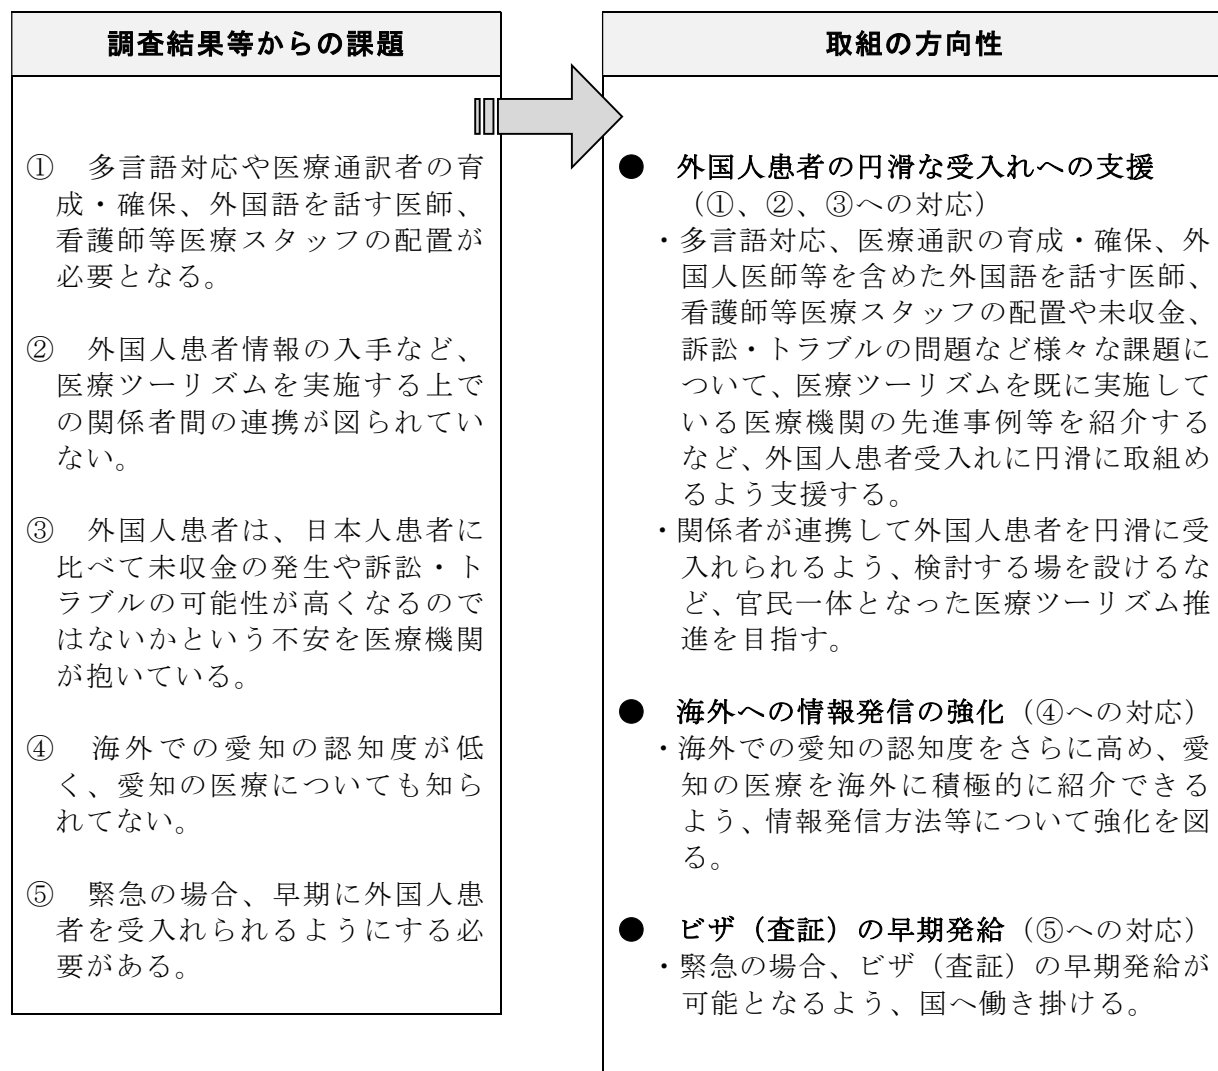 調査結果等からの課題
① 多言語対応や医療通訳者の育
成・確保、外国語を話す医師、
看護師等医療スタッフの配置が
必要となる。
② 外国人患者情報の入手など、
医療ツーリズムを実施する上で
の関係者間の連携が図られてい
ない。
③ 外国人患者は、日本人患者に
比べて未収金の発生や訴訟・ト
ラブルの可能性が高くなるので
はないかという不安を医療機関
が抱いている。
④ 海外での愛知の認知度が低
く、愛知の医療についても知ら
れてない。
⑤ 緊急の場合、早期に外国人患
者を受入れられるようにする必
要がある。
取組の方向性
● 外国人患者の円滑な受入れへの支援
（①、②、③への対応）
・多言語対応、医療通訳の育成・確保、外
国人医師等を含めた外国語を話す医師、
看護師等医療スタッフの配置や未収金、
訴訟・トラブルの問題など様々な課題に
ついて、医療ツーリズムを既に実施して
いる医療機関の先進事例等を紹介する
など、外国人患者受入れに円滑に取組め
るよう支援する。
・関係者が連携して外国人患者を円滑に受
入れられるよう、検討する場を設けるな
ど、官民一体となった医療ツーリズム推
進を目指す。
● 海外への情報発信の強化（④への対応）
・海外での愛知の認知度をさらに高め、愛
知の医療を海外に積極的に紹介できる
よう、情報発信方法等について強化を図
る。
● ビザ（査証）の早期発給（⑤への対応）
・緊急の場合、ビザ（査証）の早期発給が
可能となるよう、国へ働き掛ける。